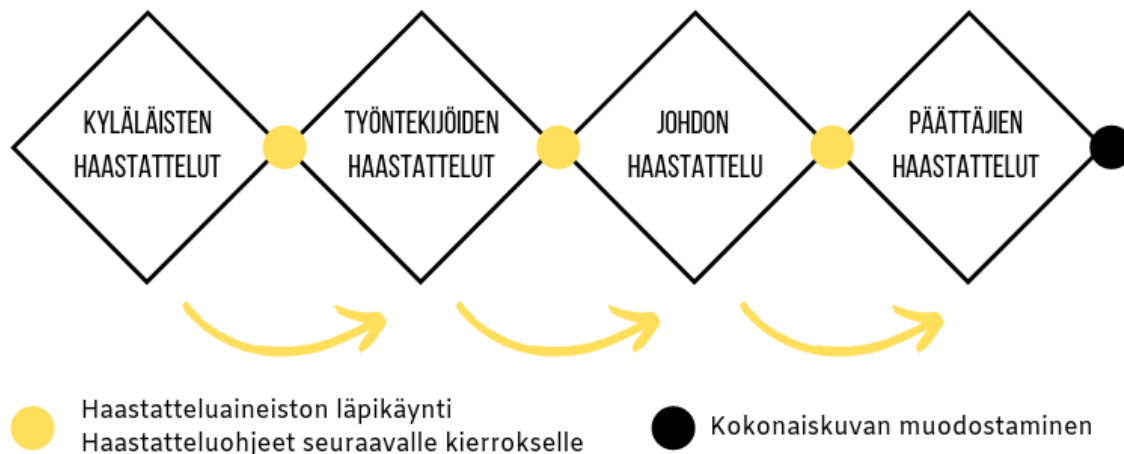 KYLÄLÄISTEN
HAASTATTELUT
TYÖNTEKIJÖIDEN
HAASTATTELUT
JOHDON
HAASTATTELU
PÄÄTTÄJIEN
HAASTATTELUT
Haastatteluaineiston läpikäynti
Haastatteluohjeet seuraavalle kierrokselle
Kokonaiskuvan muodostaminen